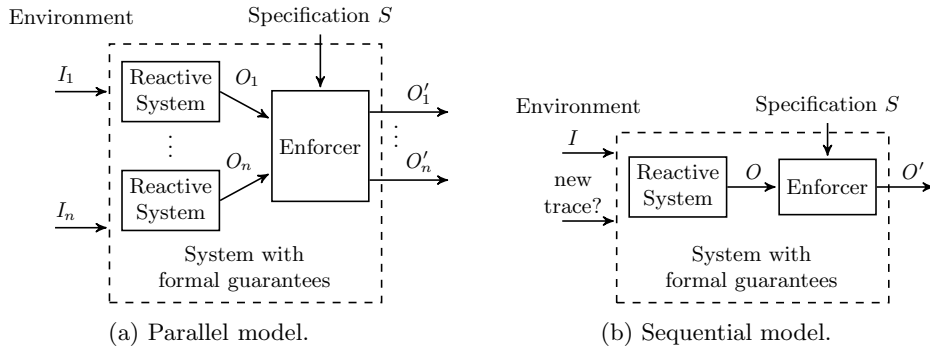 Environment
Specification S
I₁
Reactive
System
O₁
O′₁
Enforcer
⋮
⋮
Oₙ
O′ₙ
Reactive
System
Iₙ
System with
formal guarantees
(a) Parallel model.
Environment
Specification S
I
new
trace?
Reactive
System
O
Enforcer
O′
System with
formal guarantees
(b) Sequential model.